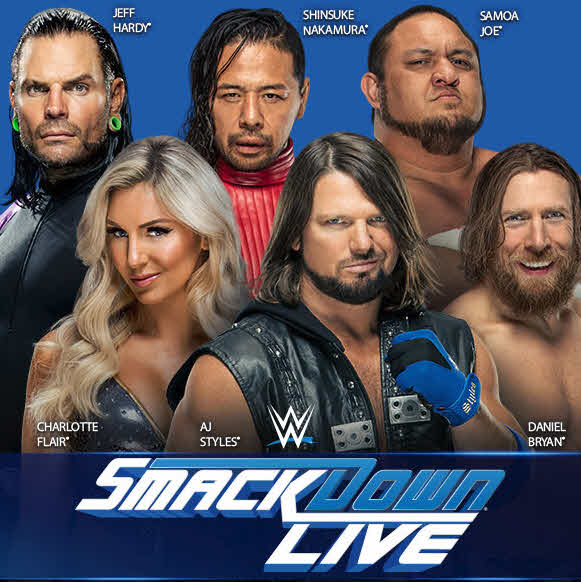 JEFF
HARDY*
SHINSUKE
NAKAMURA*
SAMOA
JOE*
CHARLOTTE
FLAIR*
AJ
STYLES*
W
DANIEL
BRYAN*
SMACKDOWN
LIVE